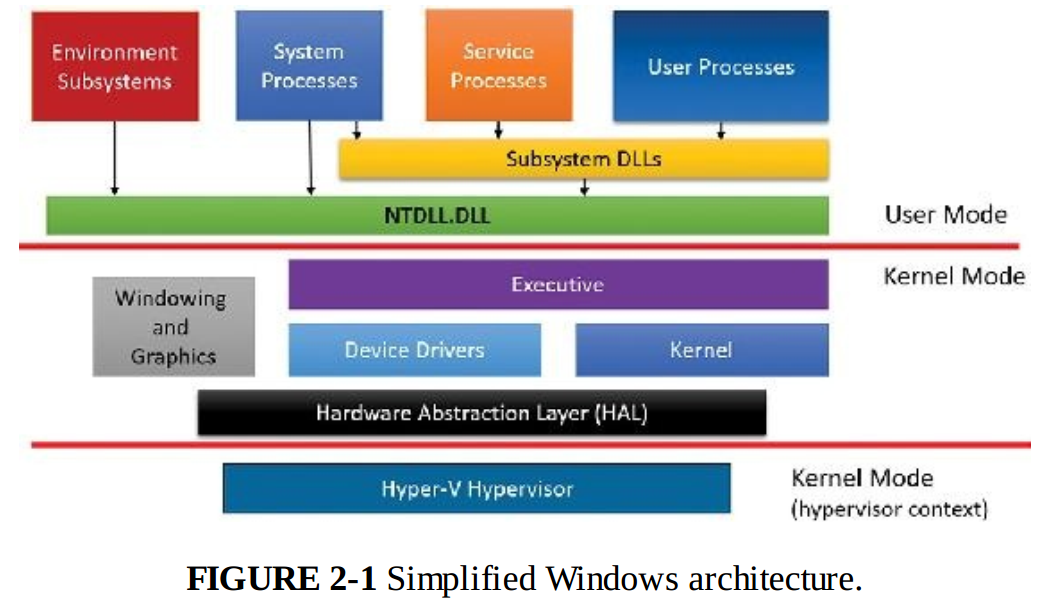 Environment
Subsystems
System
Processes
Service
Processes
User Processes
Subsystem DLLs
NTDLL.DLL
User Mode
Kernel Mode
Executive
Windowing
and
Graphics
Device Drivers
Kernel
Hardware Abstraction Layer (HAL)
Hyper-V Hypervisor
Kernel Mode
(hypervisor context)
FIGURE 2-1 Simplified Windows architecture.